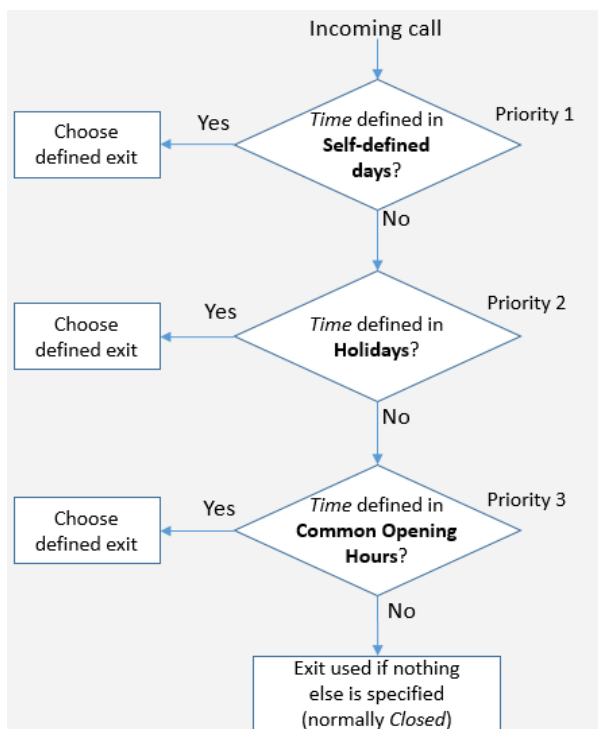 Incoming call
Priority 1
Time defined in
Self-defined
days?
Yes
Choose
defined exit
No
Priority 2
Time defined in
Holidays?
Yes
Choose
defined exit
No
Priority 3
Time defined in
Common Opening
Hours?
Yes
Choose
defined exit
No
Exit used if nothing
else is specified
(normally Closed)